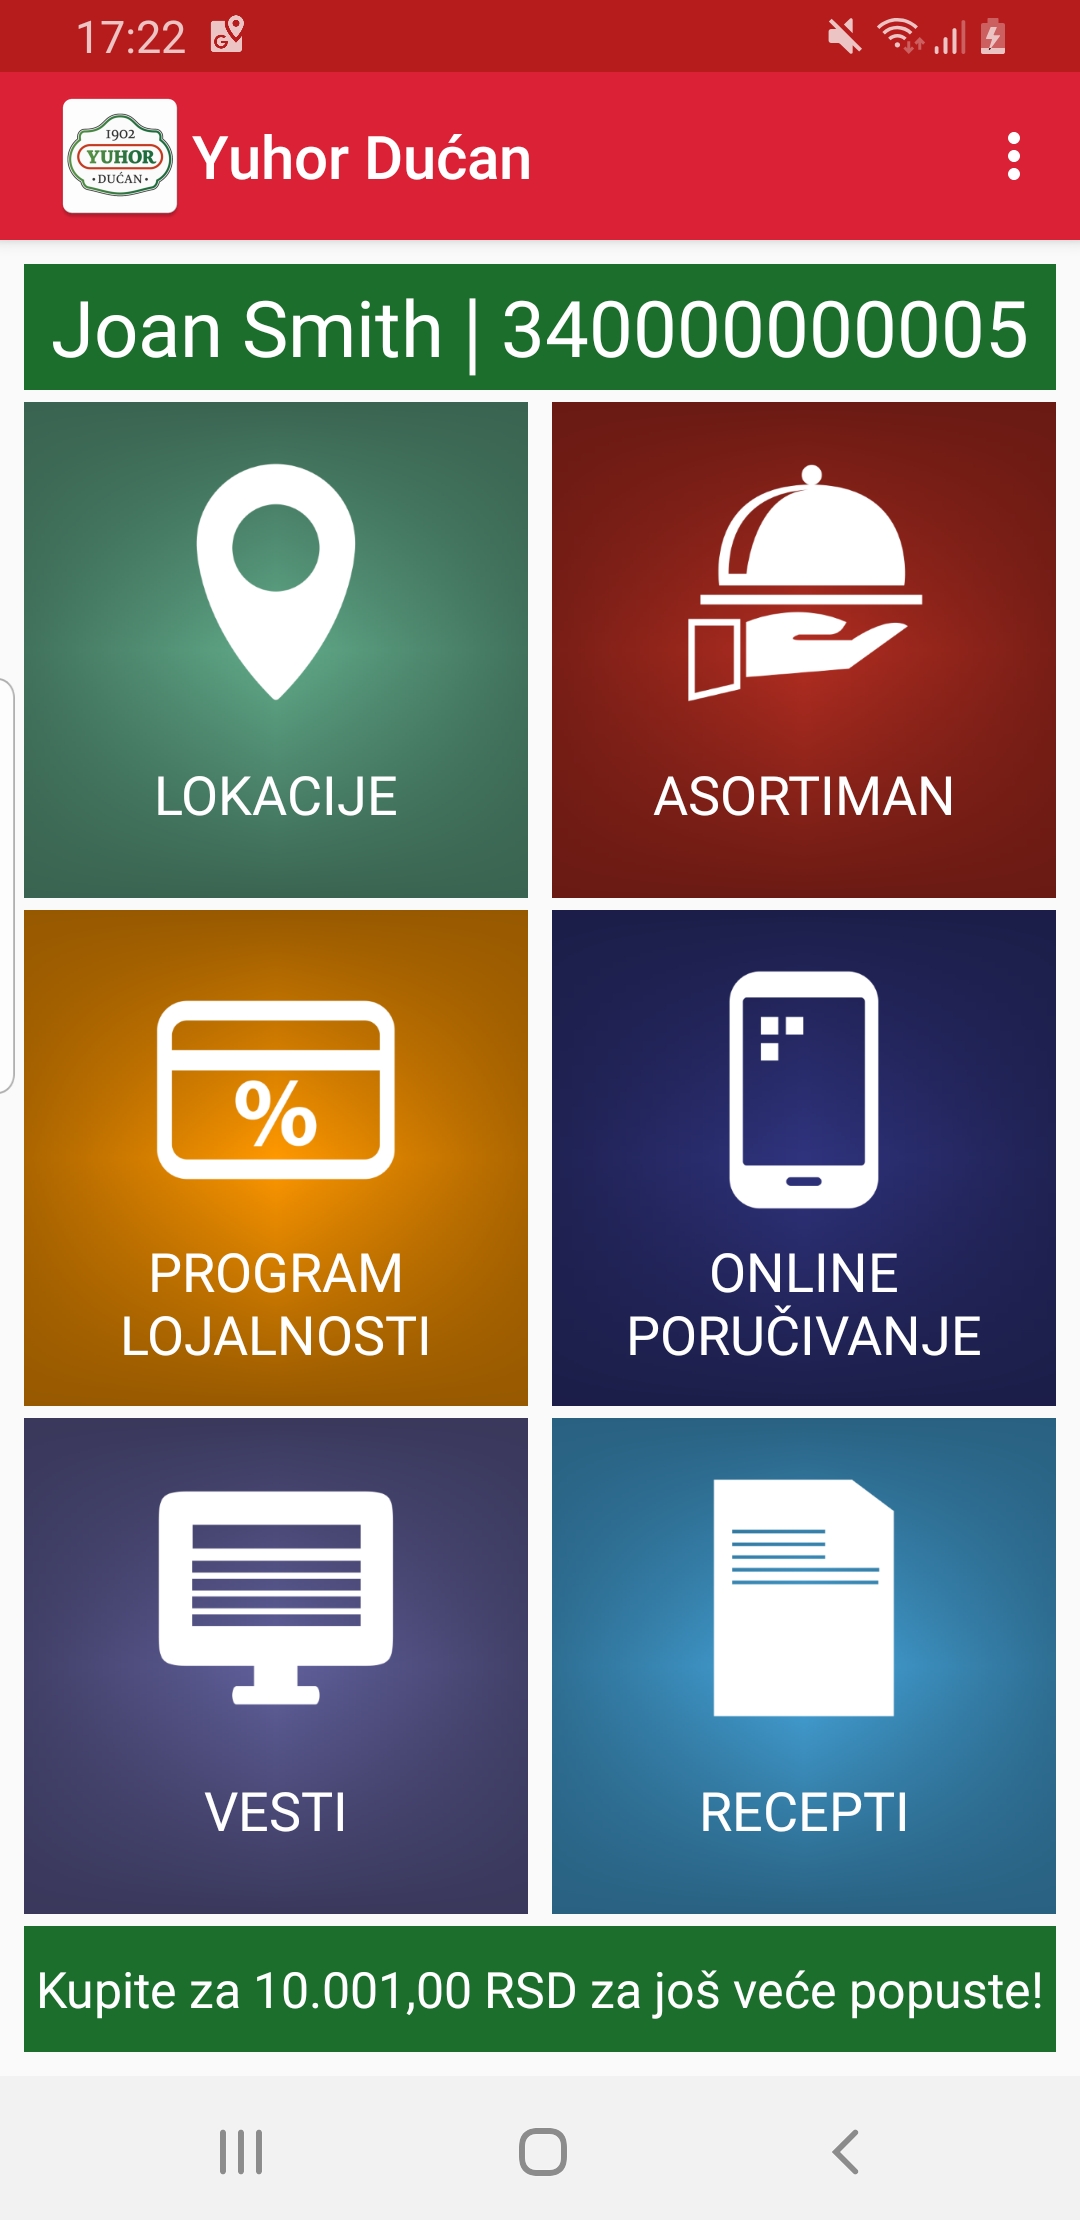 17:22
1902
YUHOR
•DUĆAN•
Yuhor Dućan
Joan Smith | 340000000005
LOKACIJE
ASORTIMAN
%
PROGRAM
LOJALNOSTI
ONLINE
PORUČIVANJE
VESTI
RECEPTI
Kupite za 10.001,00 RSD za još veće popuste!